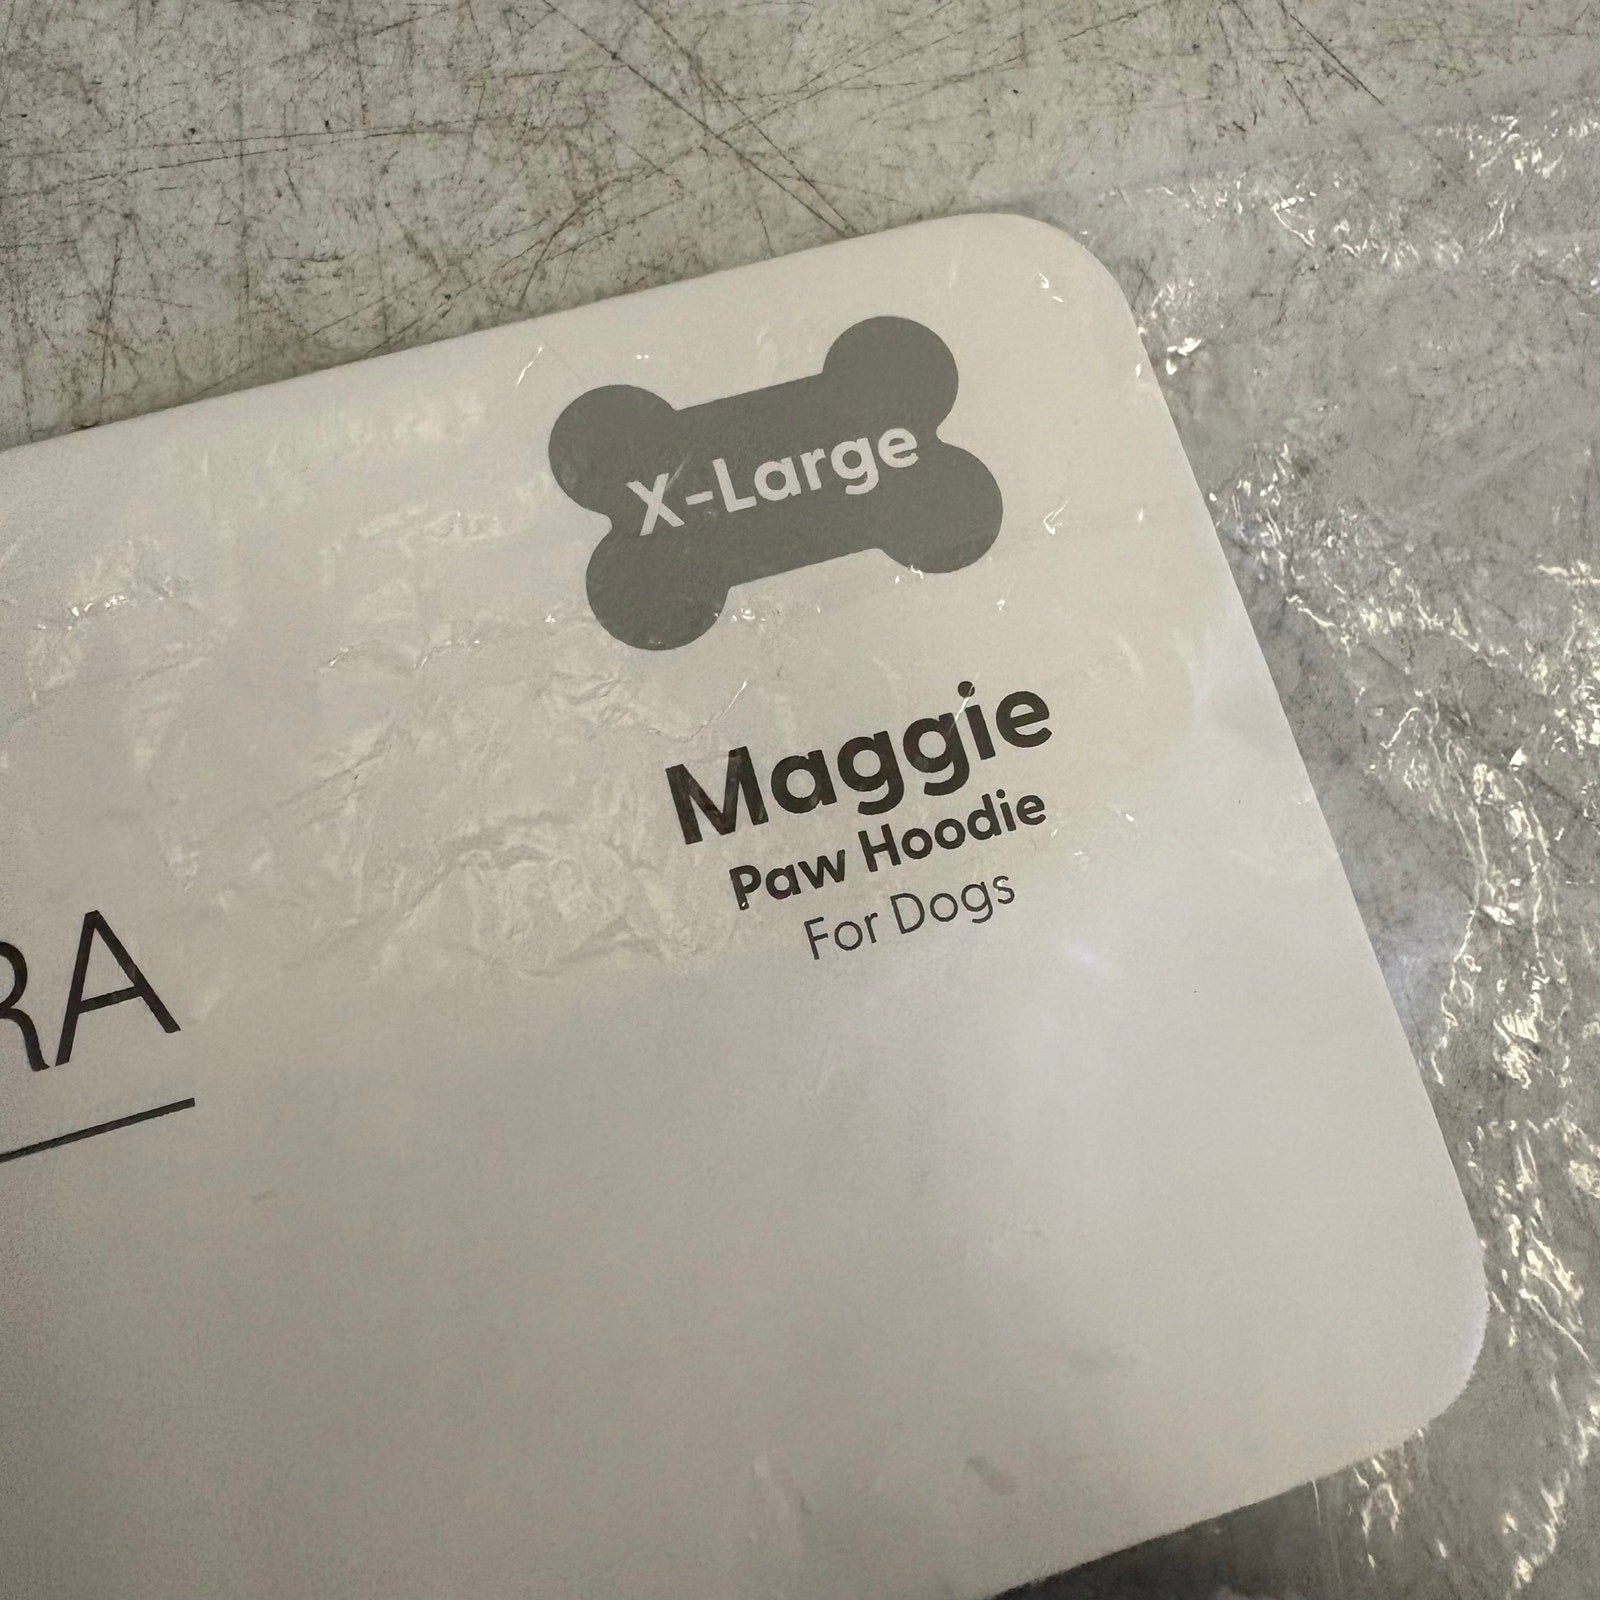 X-Large
Maggie
Paw Hoodie
For Dogs
RA